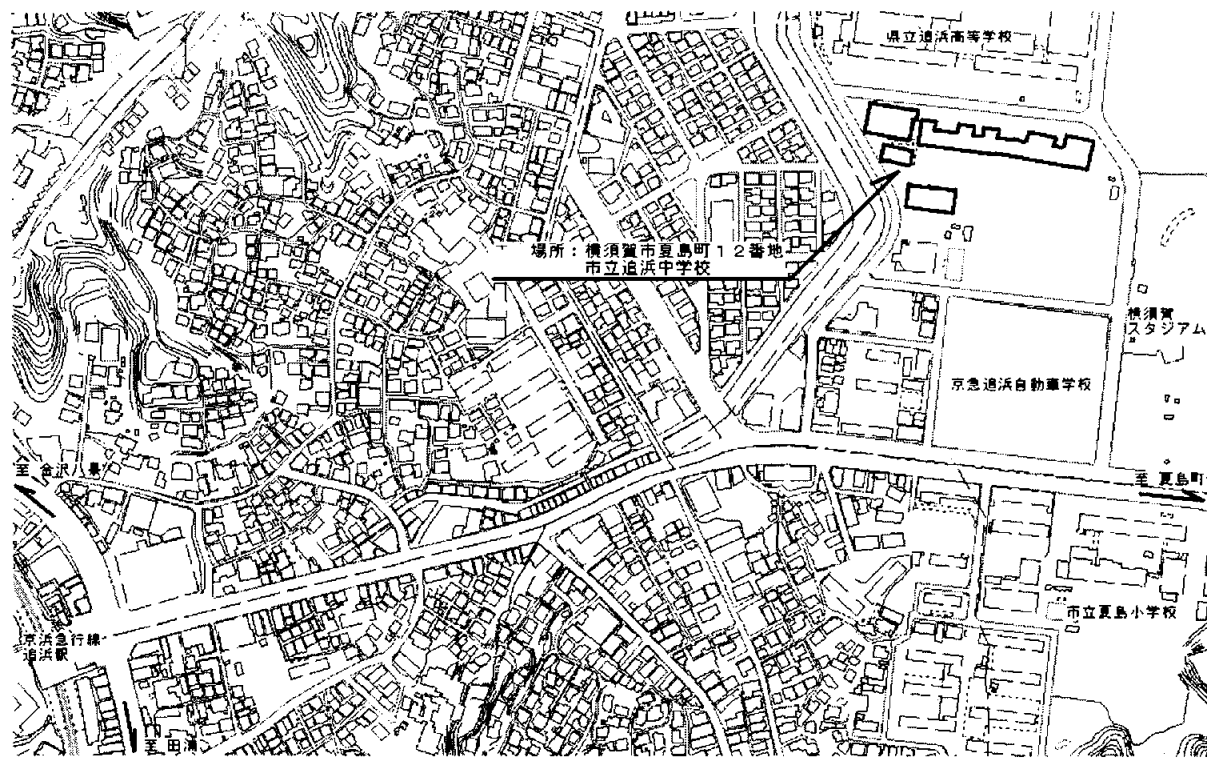 県立追浜高等学校
場所:横須賀市夏島町12番地
市立追浜中学校
横須賀
スタジアム
京急追浜自動車学校
至 金沢八景
至 夏島町
市立夏島小学校
京浜急行線
追浜駅
至 田浦